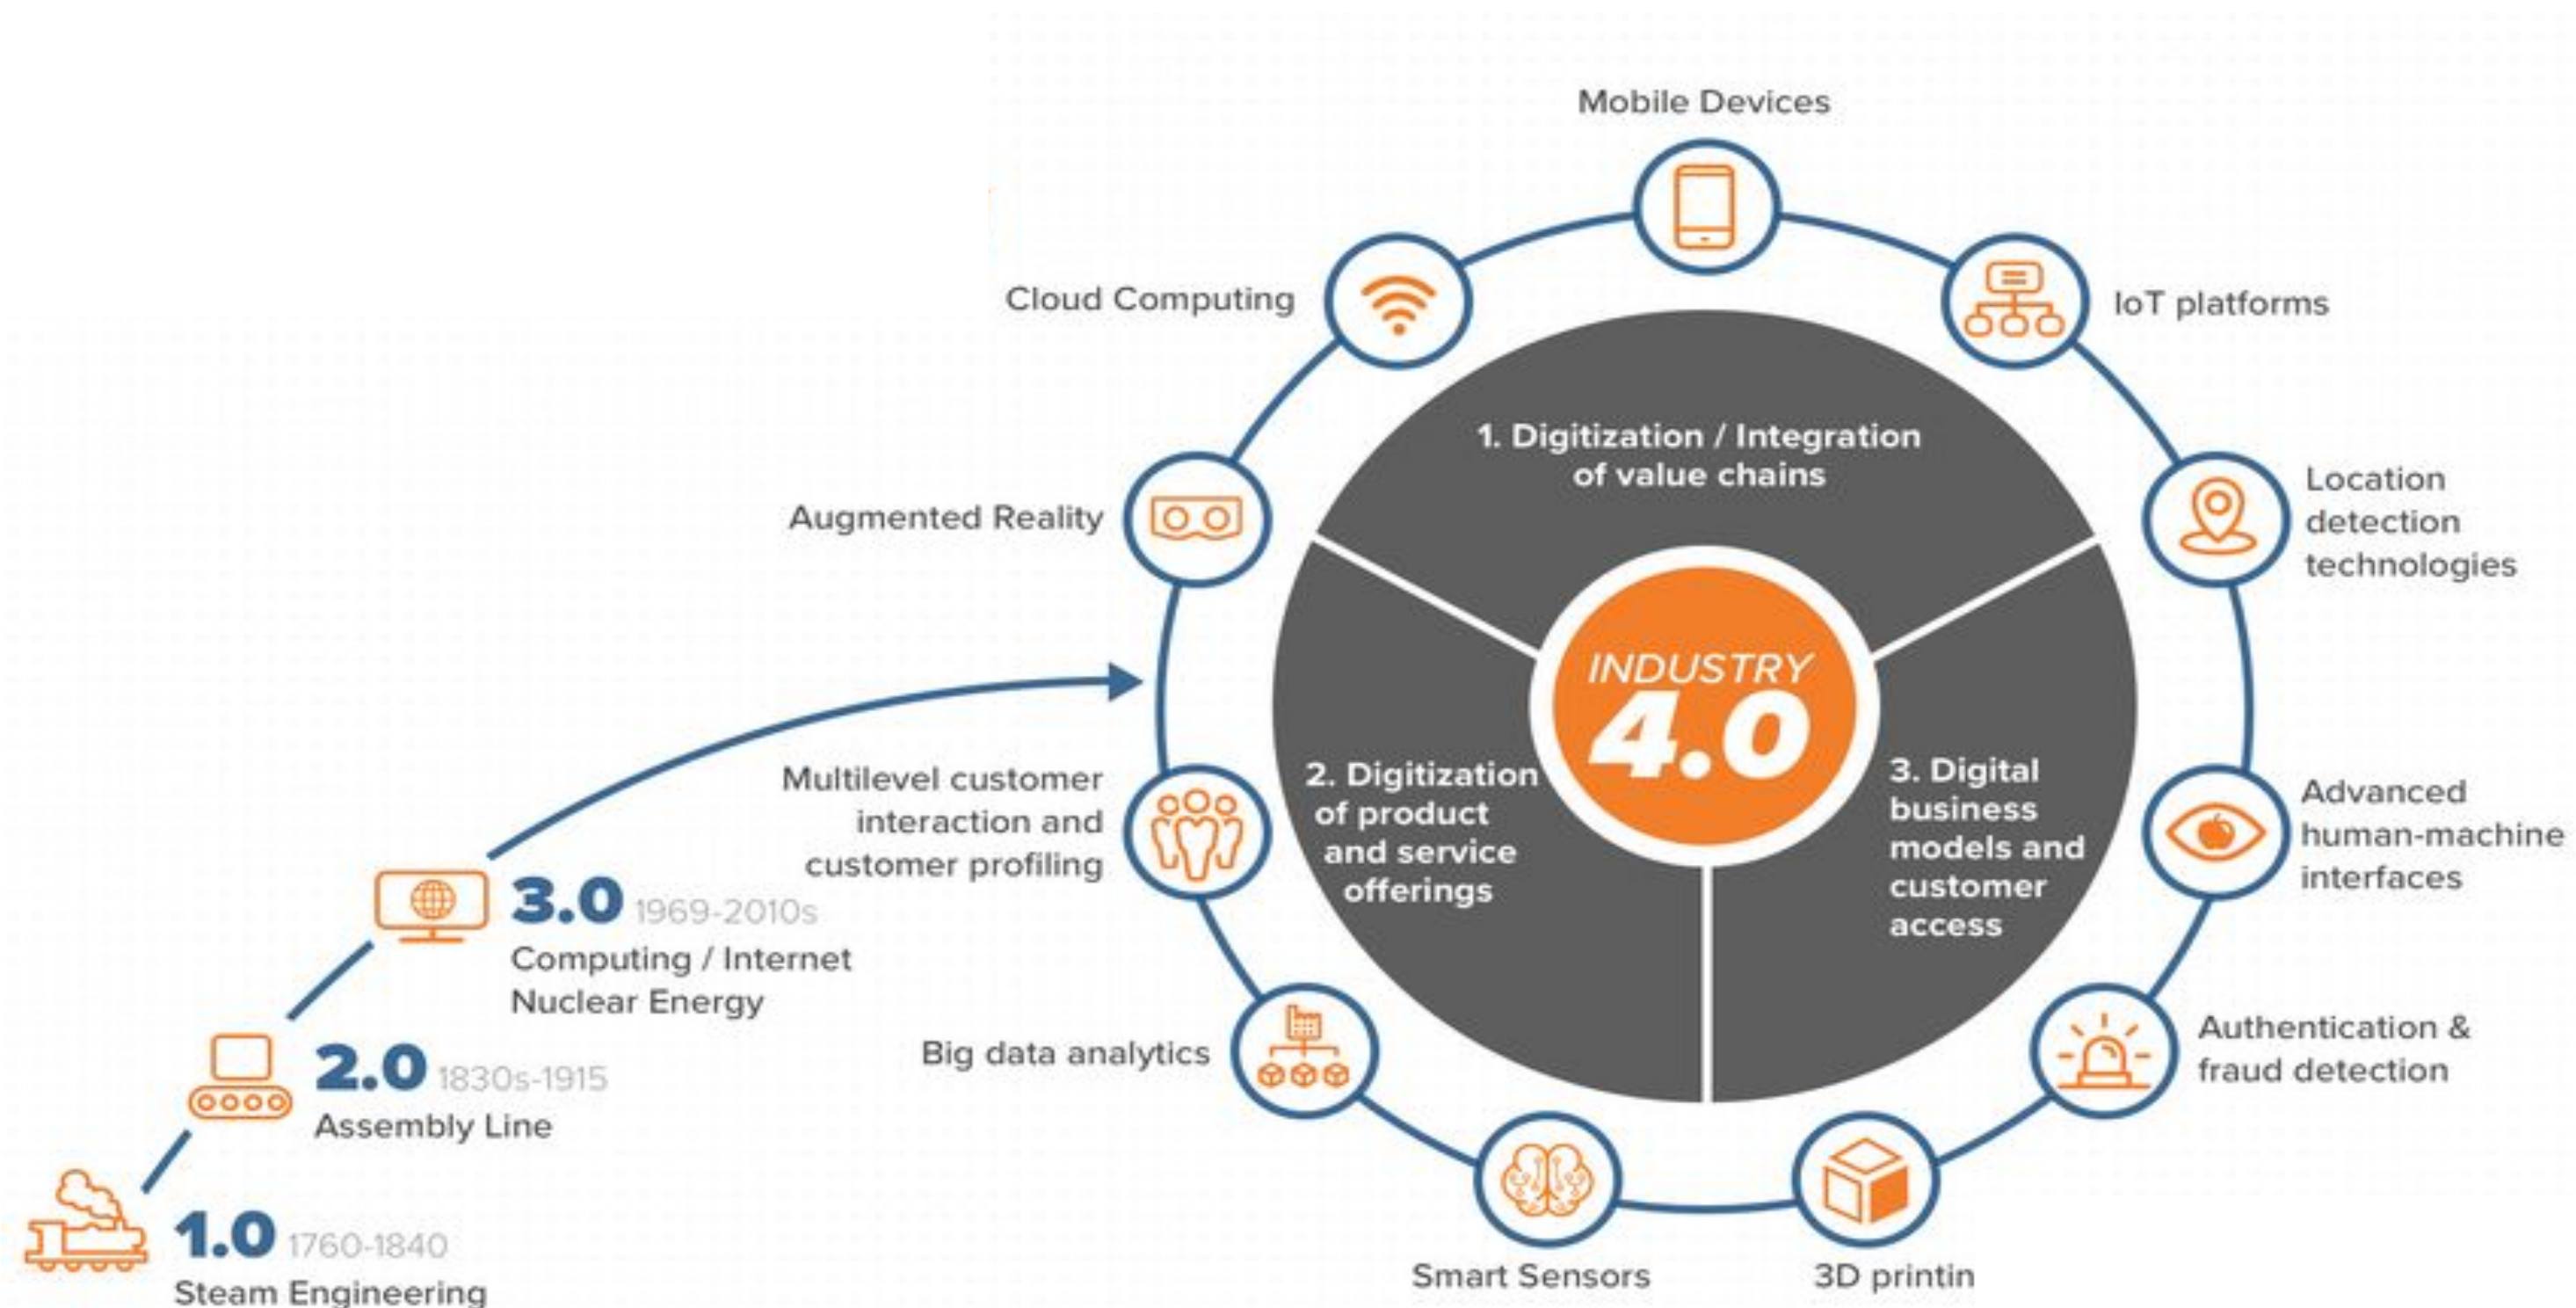 Mobile Devices
Cloud Computing
IoT platforms
1. Digitization / Integration
of value chains
Augmented Reality
Location
detection
technologies
INDUSTRY
4.0
Multilevel customer
interaction and
customer profiling
2. Digitization
of product
and service
offerings
3. Digital
business
models and
customer
access
Advanced
human-machine
interfaces
3.0 1969-2010s
Computing / Internet
Nuclear Energy
Big data analytics
Authentication &
fraud detection
2.0 1830s-1915
Assembly Line
1.0 1760-1840
Steam Engineering
Smart Sensors
3D printin